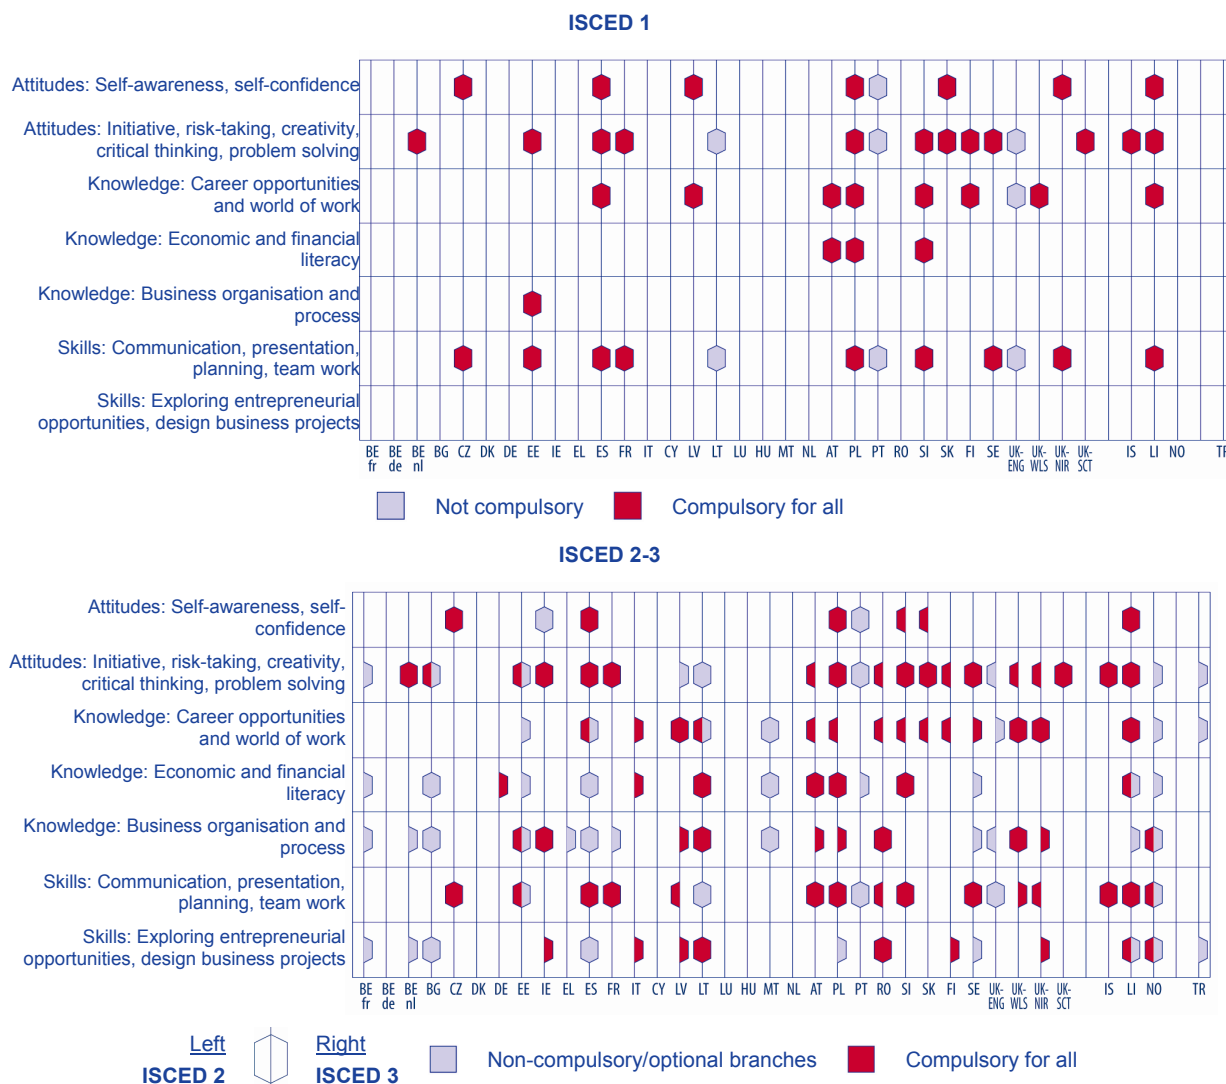 ISCED 1
Attitudes: Self-awareness, self-confidence
Attitudes: Initiative, risk-taking, creativity,
critical thinking, problem solving
Knowledge: Career opportunities
and world of work
Knowledge: Economic and financial
literacy
Knowledge: Business organisation and
process
Skills: Communication, presentation,
planning, team work
Skills: Exploring entrepreneurial
opportunities, design business projects
BE fr BE de BE nl BG CZ DK DE EE IE EL ES FR IT CY LV LT LU HU MT NL AT PL PT RO SI SK FI SE UK-ENG UK-WLS UK-NIR UK-SCT IS LI NO TR
Not compulsory Compulsory for all
ISCED 2-3
Attitudes: Self-awareness, self-
confidence
Attitudes: Initiative, risk-taking, creativity,
critical thinking, problem solving
Knowledge: Career opportunities
and world of work
Knowledge: Economic and financial
literacy
Knowledge: Business organisation and
process
Skills: Communication, presentation,
planning, team work
Skills: Exploring entrepreneurial
opportunities, design business projects
BE fr BE de BE nl BG CZ DK DE EE IE EL ES FR IT CY LV LT LU HU MT NL AT PL PT RO SI SK FI SE UK-ENG UK-WLS UK-NIR UK-SCT IS LI NO TR
Left Right
ISCED 2 ISCED 3
Non-compulsory/optional branches Compulsory for all